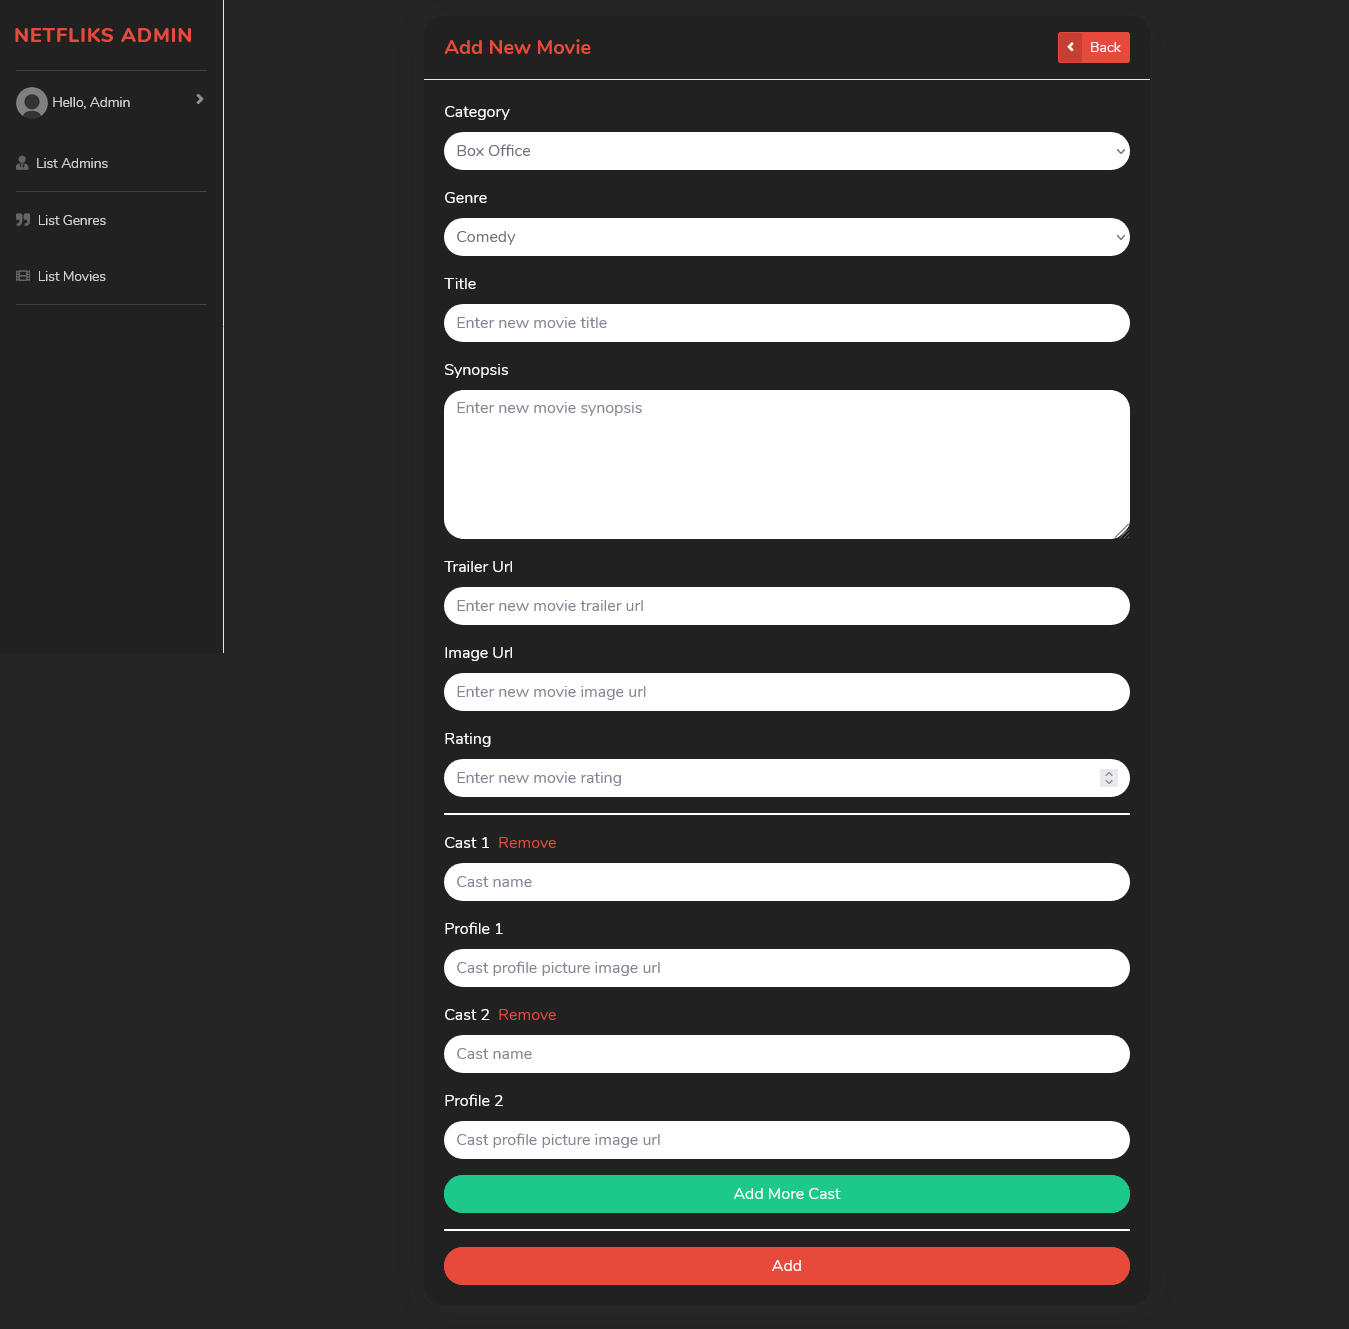 NETFLIKS ADMIN
Hello, Admin
List Admins
List Genres
List Movies
Add New Movie
Back
Category
Box Office
Genre
Comedy
Title
Enter new movie title
Synopsis
Enter new movie synopsis
Trailer Url
Enter new movie trailer url
Image Url
Enter new movie image url
Rating
Enter new movie rating
Cast 1 Remove
Cast name
Profile 1
Cast profile picture image url
Cast 2 Remove
Cast name
Profile 2
Cast profile picture image url
Add More Cast
Add